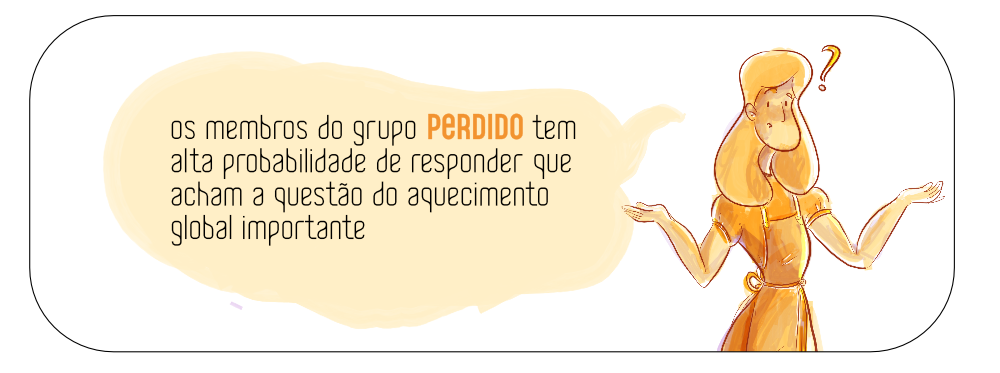 os membros do grupo PERDIDO tem
alta probabilidade de responder que
acham a questão do aquecimento
global importante
?